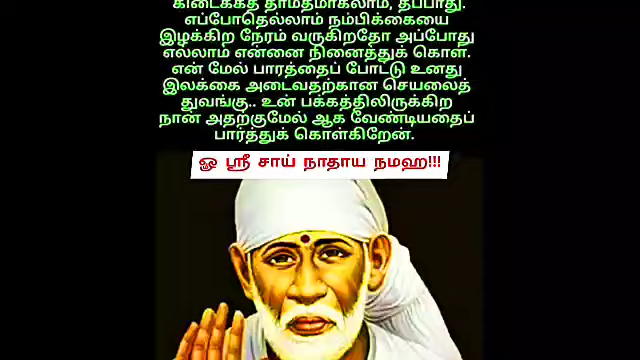 கிடைக்கத் தாமதமாகலாம், தப்பாது.
எப்போதெல்லாம் நம்பிக்கையை
இழக்கிற நேரம் வருகிறதோ அப்போது
எல்லாம் என்னை நினைத்துக் கொள்.
என் மேல் பாரத்தைப் போட்டு உனது
இலக்கை அடைவதற்கான செயலைத்
துவங்கு.. உன் பக்கத்திலிருக்கிற
நான் அதற்குமேல் ஆக வேண்டியதைப்
பார்த்துக் கொள்கிறேன்.
ஓ ஸ்ரீ சாய் நாதாய நமஹ!!!